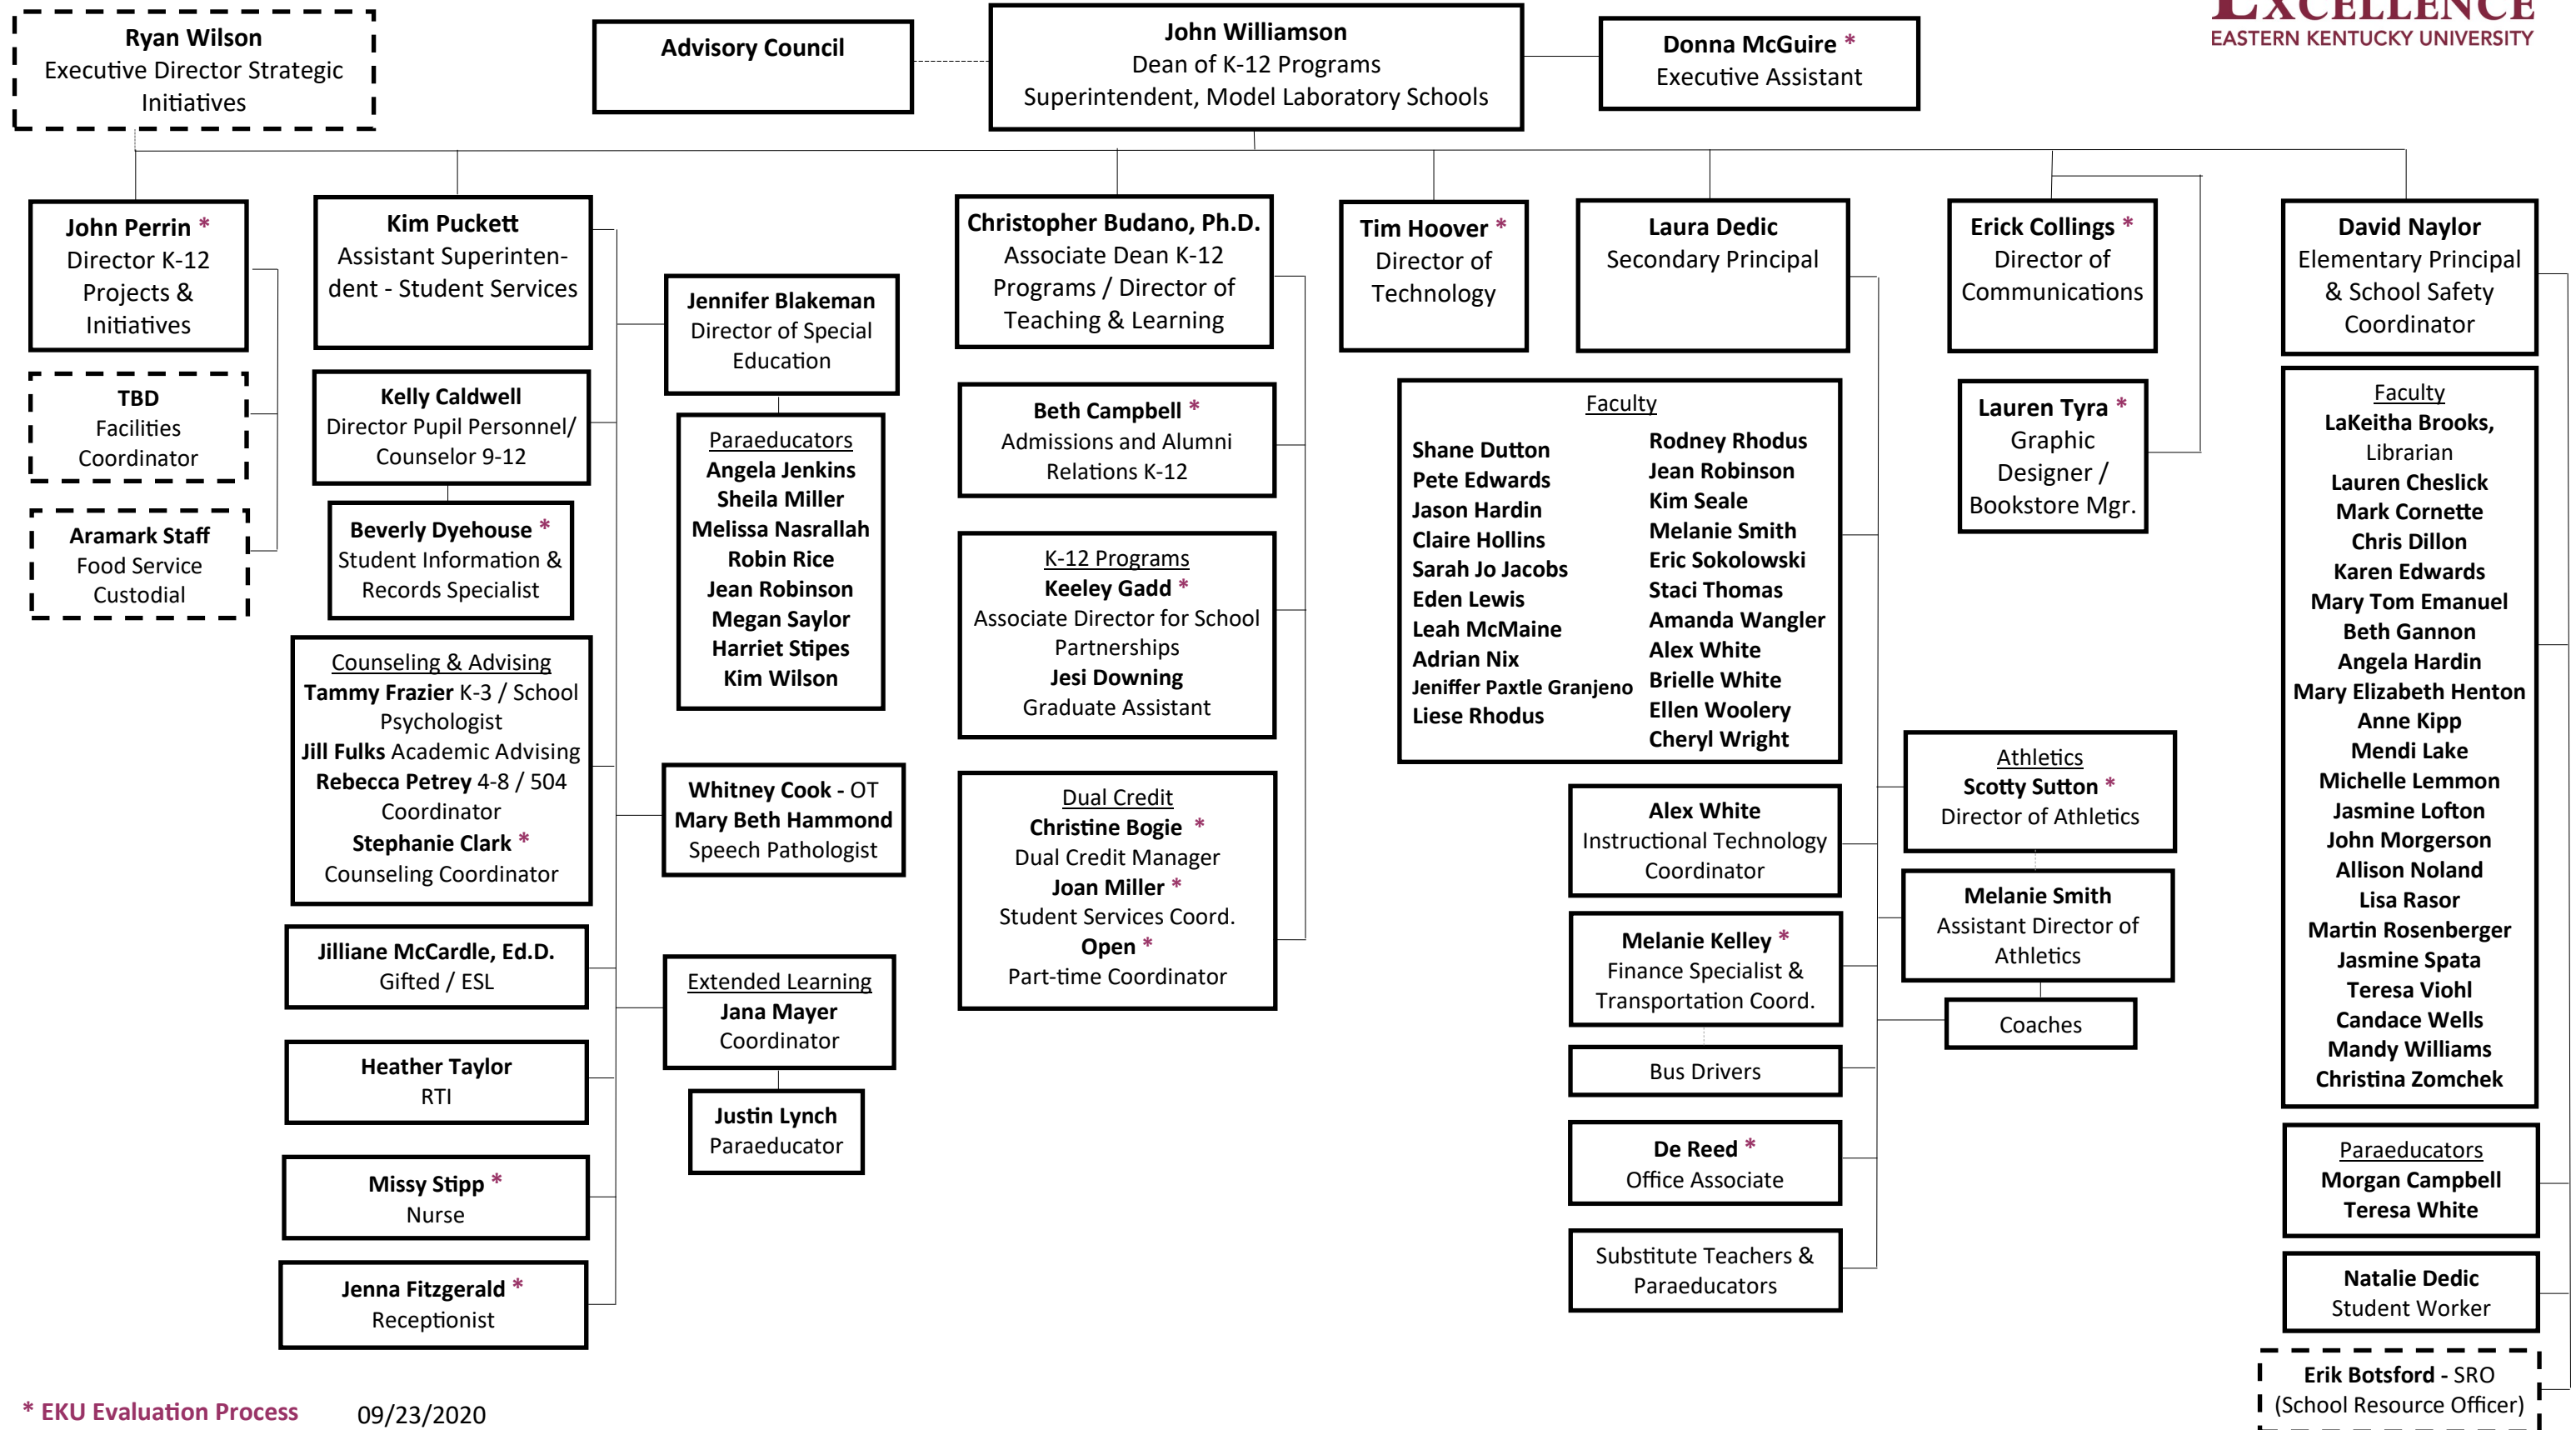 EXCELLENCE
EASTERN KENTUCKY UNIVERSITY
Ryan Wilson
Executive Director Strategic
Initiatives
Advisory Council
John Williamson
Dean of K-12 Programs
Superintendent, Model Laboratory Schools
Donna McGuire *
Executive Assistant
John Perrin *
Director K-12
Projects &
Initiatives
TBD
Facilities
Coordinator
Aramark Staff
Food Service
Custodial
Kim Puckett
Assistant Superinten-
dent - Student Services
Kelly Caldwell
Director Pupil Personnel/
Counselor 9-12
Beverly Dyehouse *
Student Information &
Records Specialist
Counseling & Advising
Tammy Frazier K-3 / School
Psychologist
Jill Fulks Academic Advising
Rebecca Petrey 4-8 / 504
Coordinator
Stephanie Clark *
Counseling Coordinator
Jilliane McCardle, Ed.D.
Gifted / ESL
Heather Taylor
RTI
Missy Stipp *
Nurse
Jenna Fitzgerald *
Receptionist
Jennifer Blakeman
Director of Special
Education
Paraeducators
Angela Jenkins
Sheila Miller
Melissa Nasrallah
Robin Rice
Jean Robinson
Megan Saylor
Harriet Stipes
Kim Wilson
Whitney Cook - OT
Mary Beth Hammond
Speech Pathologist
Extended Learning
Jana Mayer
Coordinator
Justin Lynch
Paraeducator
Christopher Budano, Ph.D.
Associate Dean K-12
Programs / Director of
Teaching & Learning
Beth Campbell *
Admissions and Alumni
Relations K-12
K-12 Programs
Keeley Gadd *
Associate Director for School
Partnerships
Jesi Downing
Graduate Assistant
Dual Credit
Christine Bogie *
Dual Credit Manager
Joan Miller *
Student Services Coord.
Open *
Part-time Coordinator
Tim Hoover *
Director of
Technology
Laura Dedic
Secondary Principal
Faculty
Shane Dutton
Pete Edwards
Jason Hardin
Claire Hollins
Sarah Jo Jacobs
Eden Lewis
Leah McMaine
Adrian Nix
Jeniffer Paxtle Granjeno
Liese Rhodus
Rodney Rhodus
Jean Robinson
Kim Seale
Melanie Smith
Eric Sokolowski
Staci Thomas
Amanda Wangler
Alex White
Brielle White
Ellen Woolery
Cheryl Wright
Alex White
Instructional Technology
Coordinator
Melanie Kelley *
Finance Specialist &
Transportation Coord.
Bus Drivers
De Reed *
Office Associate
Substitute Teachers &
Paraeducators
Athletics
Scotty Sutton *
Director of Athletics
Melanie Smith
Assistant Director of
Athletics
Coaches
Erick Collings *
Director of
Communications
Lauren Tyra *
Graphic
Designer /
Bookstore Mgr.
David Naylor
Elementary Principal
& School Safety
Coordinator
Faculty
LaKeitha Brooks,
Librarian
Lauren Cheslick
Mark Cornette
Chris Dillon
Karen Edwards
Mary Tom Emanuel
Beth Gannon
Angela Hardin
Mary Elizabeth Henton
Anne Kipp
Mendi Lake
Michelle Lemmon
Jasmine Lofton
John Morgerson
Allison Noland
Lisa Rasor
Martin Rosenberger
Jasmine Spata
Teresa Viohl
Candace Wells
Mandy Williams
Christina Zomchek
Paraeducators
Morgan Campbell
Teresa White
Natalie Dedic
Student Worker
Erik Botsford - SRO
(School Resource Officer)
* EKU Evaluation Process 09/23/2020